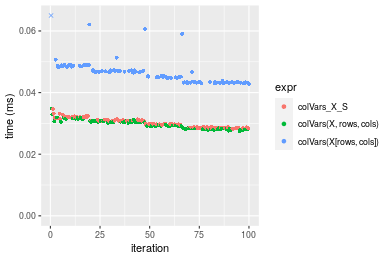 0.06
0.04
0.02
0.00
time (ms)
0
25
50
75
100
iteration
expr
colVars_X_S
colVars(X, rows, cols)
colVars(X[rows, cols])